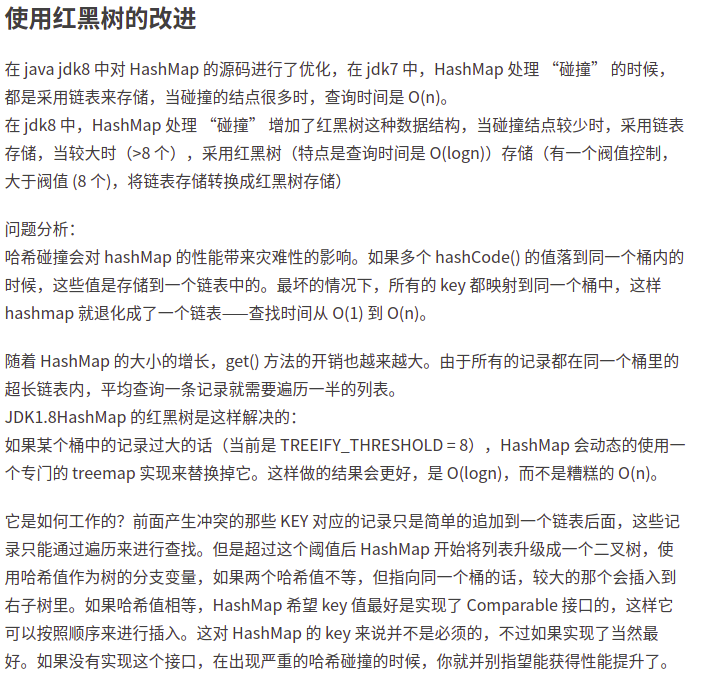 使用红黑树的改进
在 java jdk8 中对 HashMap 的源码进行了优化，在 jdk7 中，HashMap 处理 “碰撞” 的时候，
都是采用链表来存储，当碰撞的结点很多时，查询时间是 O(n)。
在 jdk8 中，HashMap 处理 “碰撞” 增加了红黑树这种数据结构，当碰撞结点较少时，采用链表
存储，当较大时（>8 个），采用红黑树（特点是查询时间是 O(logn)）存储（有一个阀值控制，
大于阀值 (8 个)，将链表存储转换成红黑树存储）
问题分析：
哈希碰撞会对 hashMap 的性能带来灾难性的影响。如果多个 hashCode() 的值落到同一个桶内的
时候，这些值是存储到一个链表中的。最坏的情况下，所有的 key 都映射到同一个桶中，这样
hashmap 就退化成了一个链表——查找时间从 O(1) 到 O(n)。
随着 HashMap 的大小的增长，get() 方法的开销也越来越大。由于所有的记录都在同一个桶里的
超长链表内，平均查询一条记录就需要遍历一半的列表。
JDK1.8HashMap 的红黑树是这样解决的：
如果某个桶中的记录过大的话（当前是 TREEIFY_THRESHOLD = 8），HashMap 会动态的使用一
个专门的 treemap 实现来替换掉它。这样做的结果会更好，是 O(logn)，而不是糟糕的 O(n)。
它是如何工作的？前面产生冲突的那些 KEY 对应的记录只是简单的追加到一个链表后面，这些记
录只能通过遍历来进行查找。但是超过这个阈值后 HashMap 开始将列表升级成一个二叉树，使
用哈希值作为树的分支变量，如果两个哈希值不等，但指向同一个桶的话，较大的那个会插入到
右子树里。如果哈希值相等，HashMap 希望 key 值最好是实现了 Comparable 接口的，这样它
可以按照顺序来进行插入。这对 HashMap 的 key 来说并不是必须的，不过如果实现了当然最
好。如果没有实现这个接口，在出现严重的哈希碰撞的时候，你就并别指望能获得性能提升了。